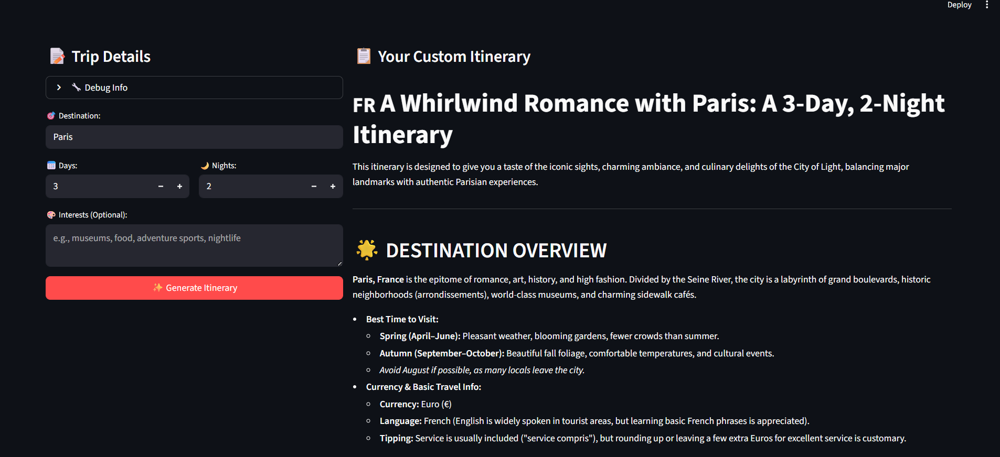 Deploy
Trip Details
Debug Info
Destination:
Paris
Days:
Nights:
3
2
Interests (Optional):
e.g., museums, food, adventure sports, nightlife
Generate Itinerary
Your Custom Itinerary
FR A Whirlwind Romance with Paris: A 3-Day, 2-Night
Itinerary
This itinerary is designed to give you a taste of the iconic sights, charming ambiance, and culinary delights of the City of Light, balancing major
landmarks with authentic Parisian experiences.
DESTINATION OVERVIEW
Paris, France is the epitome of romance, art, history, and high fashion. Divided by the Seine River, the city is a labyrinth of grand boulevards, historic
neighborhoods (arrondissements), world-class museums, and charming sidewalk cafés.
Best Time to Visit:
Spring (April–June): Pleasant weather, blooming gardens, fewer crowds than summer.
Autumn (September–October): Beautiful fall foliage, comfortable temperatures, and cultural events.
Avoid August if possible, as many locals leave the city.
Currency & Basic Travel Info:
Currency: Euro (€)
Language: French (English is widely spoken in tourist areas, but learning basic French phrases is appreciated).
Tipping: Service is usually included ("service compris"), but rounding up or leaving a few extra Euros for excellent service is customary.